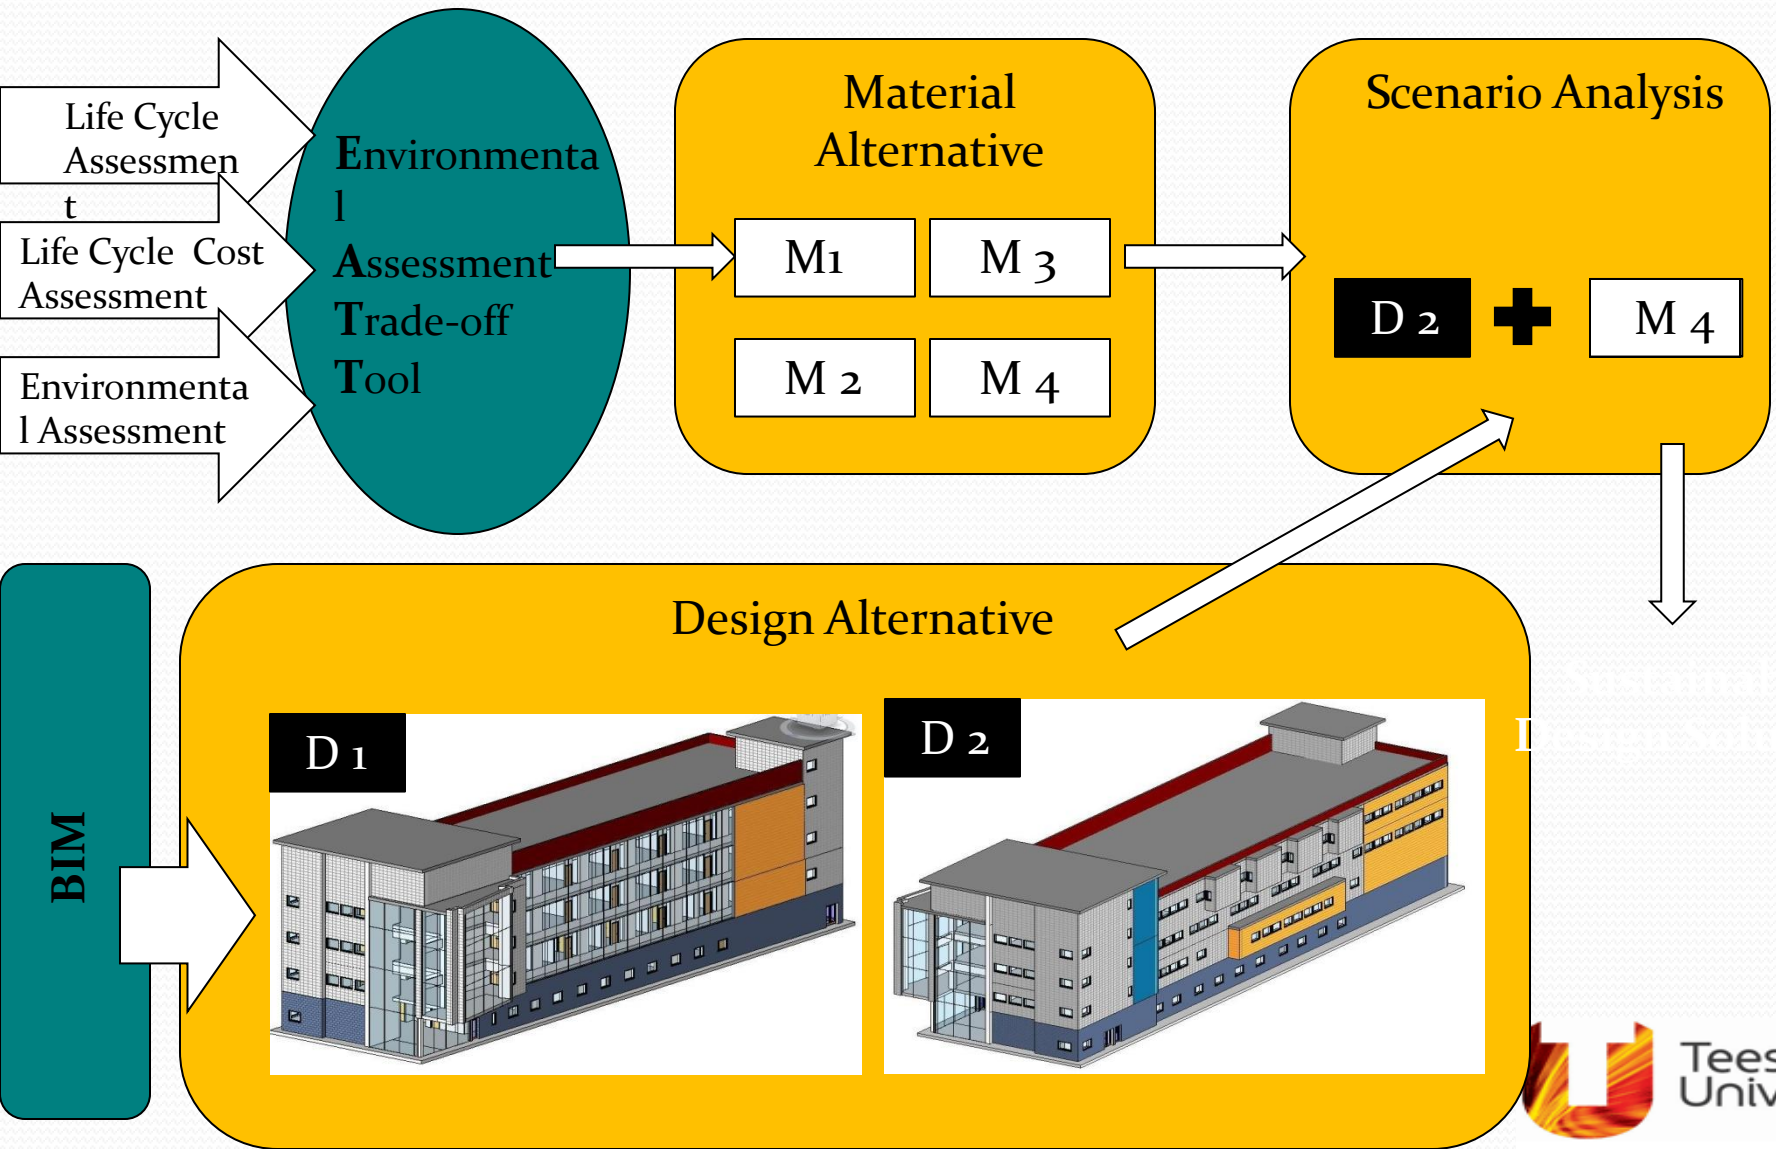 Life Cycle
Assessmen
t
Life Cycle Cost
Assessment
Environmenta
l Assessment
Environmenta
l
Assessment
Trade-off
Tool
Material
Alternative
M1
M 3
M 2
M 4
Scenario Analysis
D 2
M 4
BIM
Design Alternative
D 1
D 2
Tees
Univ